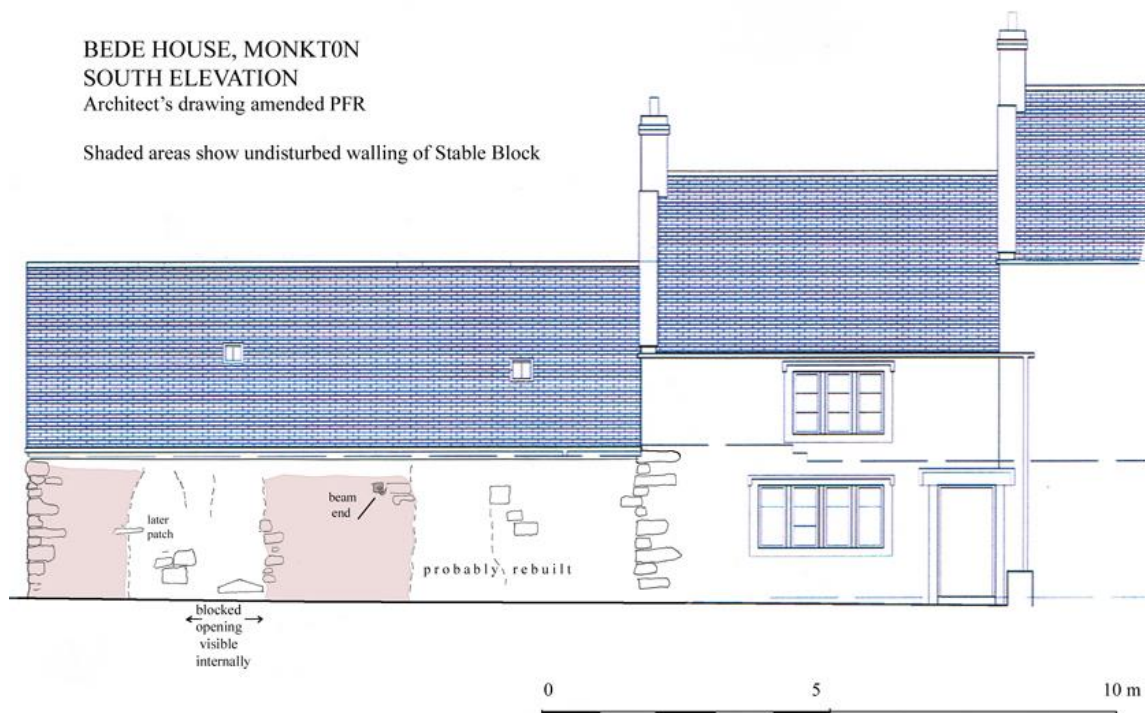 BEDE HOUSE, MONKT0N
SOUTH ELEVATION
Architect's drawing amended PFR
Shaded areas show undisturbed walling of Stable Block
beam
end
later
patch
probably rebuilt
blocked
opening
visible
internally
0 5 10 m